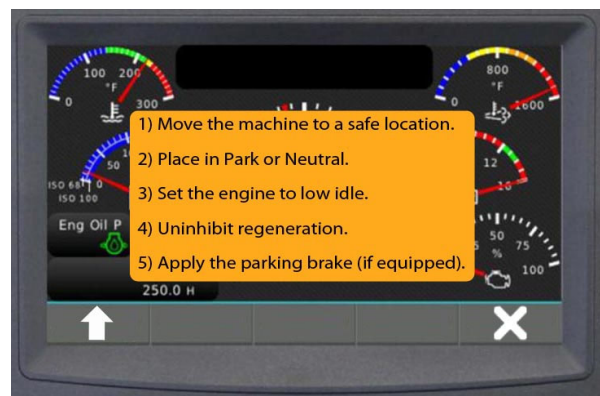 100 200
°F
0 300
800
°F
0 1600
1) Move the machine to a safe location.
2) Place in Park or Neutral.
3) Set the engine to low idle.
4) Uninhibit regeneration.
5) Apply the parking brake (if equipped).
50
ISO 68
0
ISO 100
12
16
Eng Oil P
50
75
%
100
250.0 H